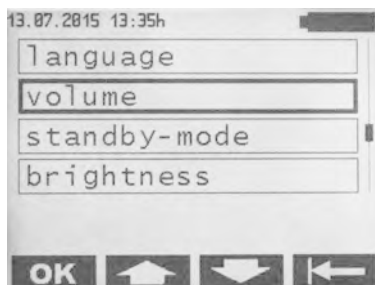 13.07.2015 13:35h
language
volume
standby-mode
brightness
OK